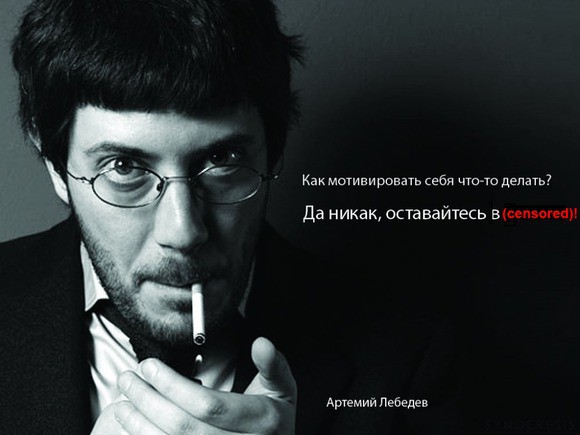 Как мотивировать себя что-то делать?
Да никак, оставайтесь в (censored)!
Артемий Лебедев